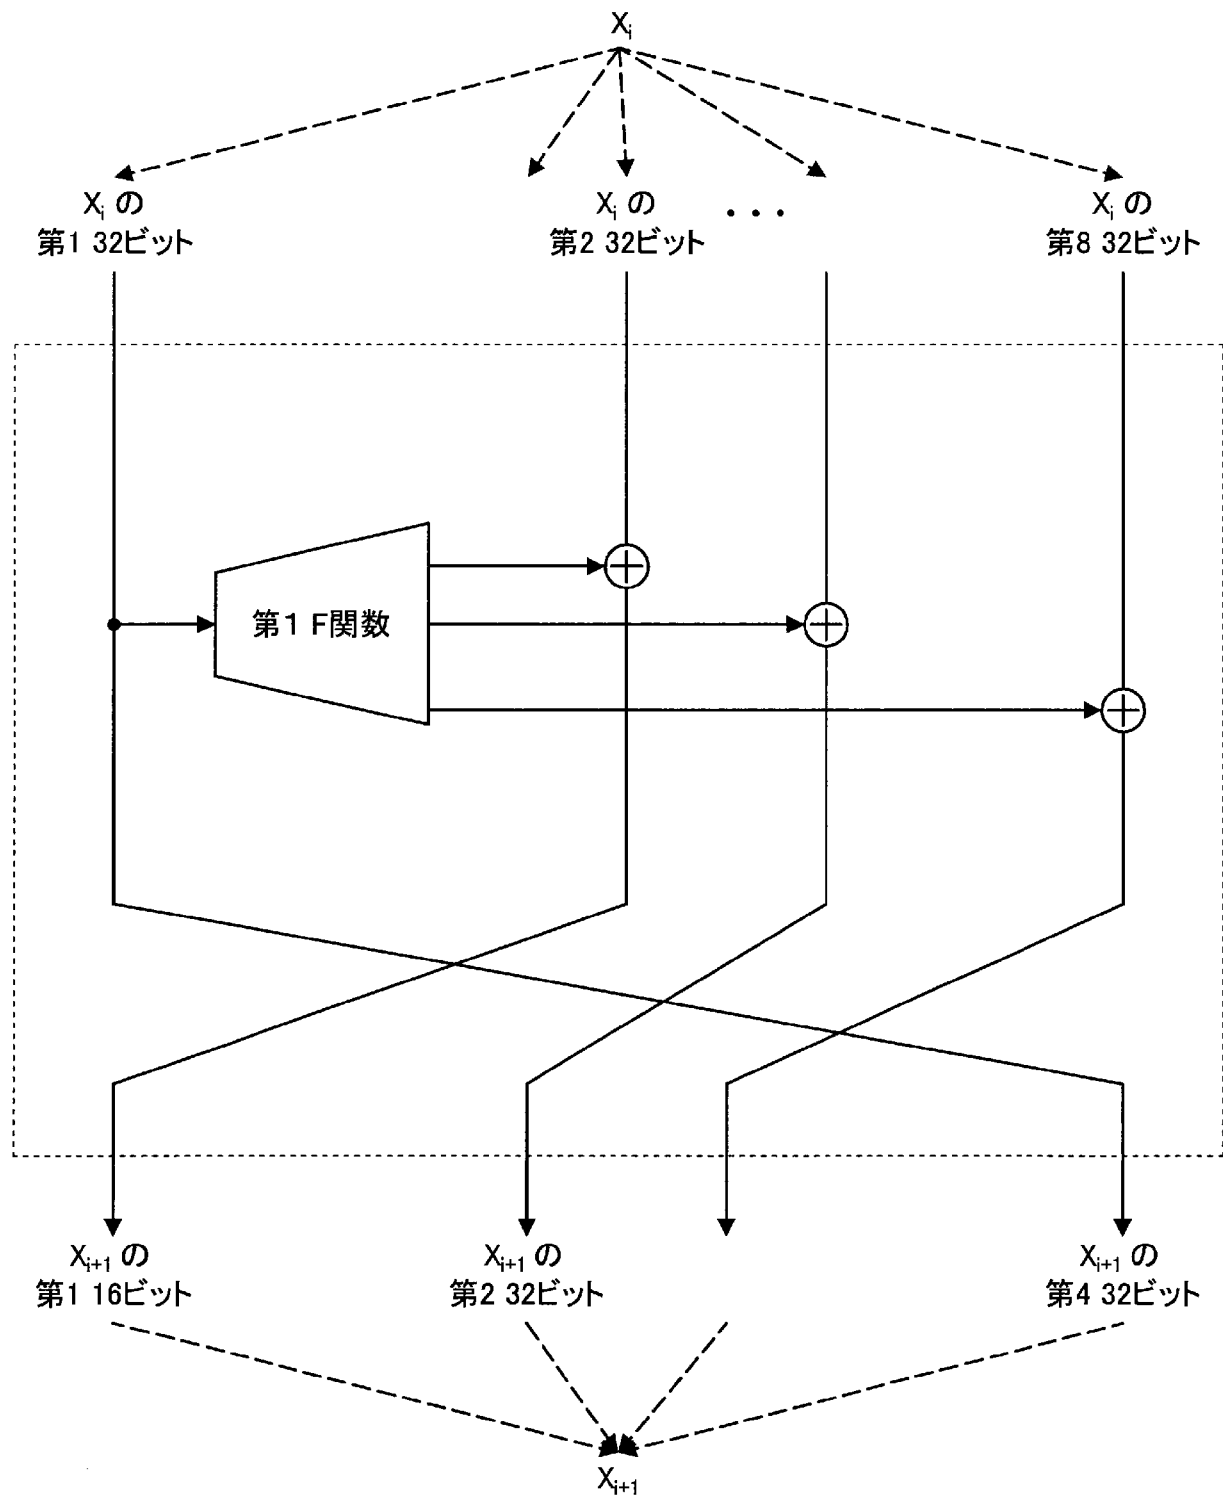 Xi
Xi の
第1 32ビット
Xi の
第2 32ビット
・・・
Xi の
第8 32ビット
第1 F関数
Xi+1 の
第1 16ビット
Xi+1 の
第2 32ビット
Xi+1 の
第4 32ビット
Xi+1